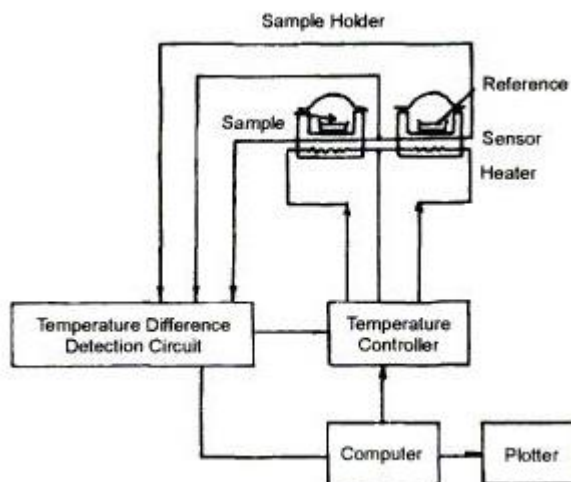 Sample Holder
Reference
Sample
Sensor
Heater
Temperature Difference
Detection Circuit
Temperature
Controller
Computer
Plotter